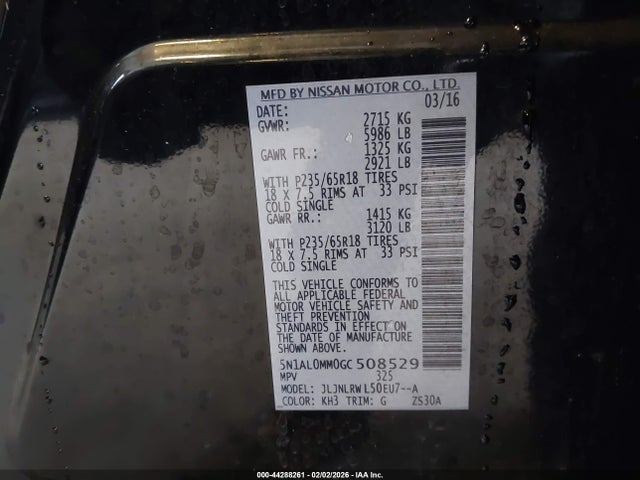 MFD BY NISSAN MOTOR CO., LTD.
DATE: 03/16
GVWR: 2715 KG
5986 LB
GAWR FR.: 1325 KG
2921 LB
WITH P235/65R18 TIRES
18 X 7.5 RIMS AT 33 PSI
COLD SINGLE
GAWR RR.: 1415 KG
3120 LB
WITH P235/65R18 TIRES
18 X 7.5 RIMS AT 33 PSI
COLD SINGLE
THIS VEHICLE CONFORMS TO
ALL APPLICABLE FEDERAL
MOTOR VEHICLE SAFETY AND
THEFT PREVENTION
STANDARDS IN EFFECT ON
THE DATE OF MANUFACTURE
SHOWN ABOVE.
5N1AL0MM0GC508529
MPV 325
MODEL: JLJNLRWL50EU7--A
COLOR: KH3 TRIM: G ZS30A
000-44288261 - 02/02/2026 - IAA Inc.